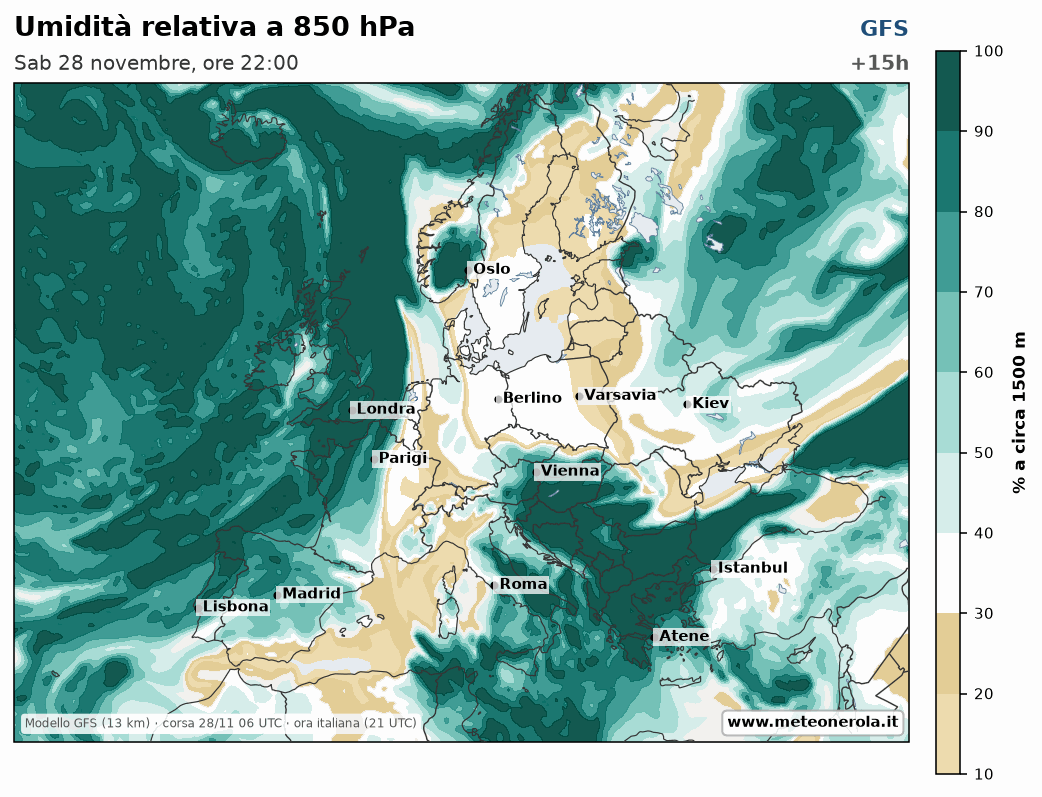 Umidità relativa a 850 hPa
GFS
Sab 28 novembre, ore 22:00
+15h
100
90
80
70
60
50
40
30
20
10
% a circa 1500 m
Oslo
Berlino
Varsavia
Kiev
Londra
Parigi
Vienna
Istanbul
Roma
Madrid
Lisbona
Atene
Modello GFS (13 km) · corsa 28/11 06 UTC · ora italiana (21 UTC)
www.meteonerola.it